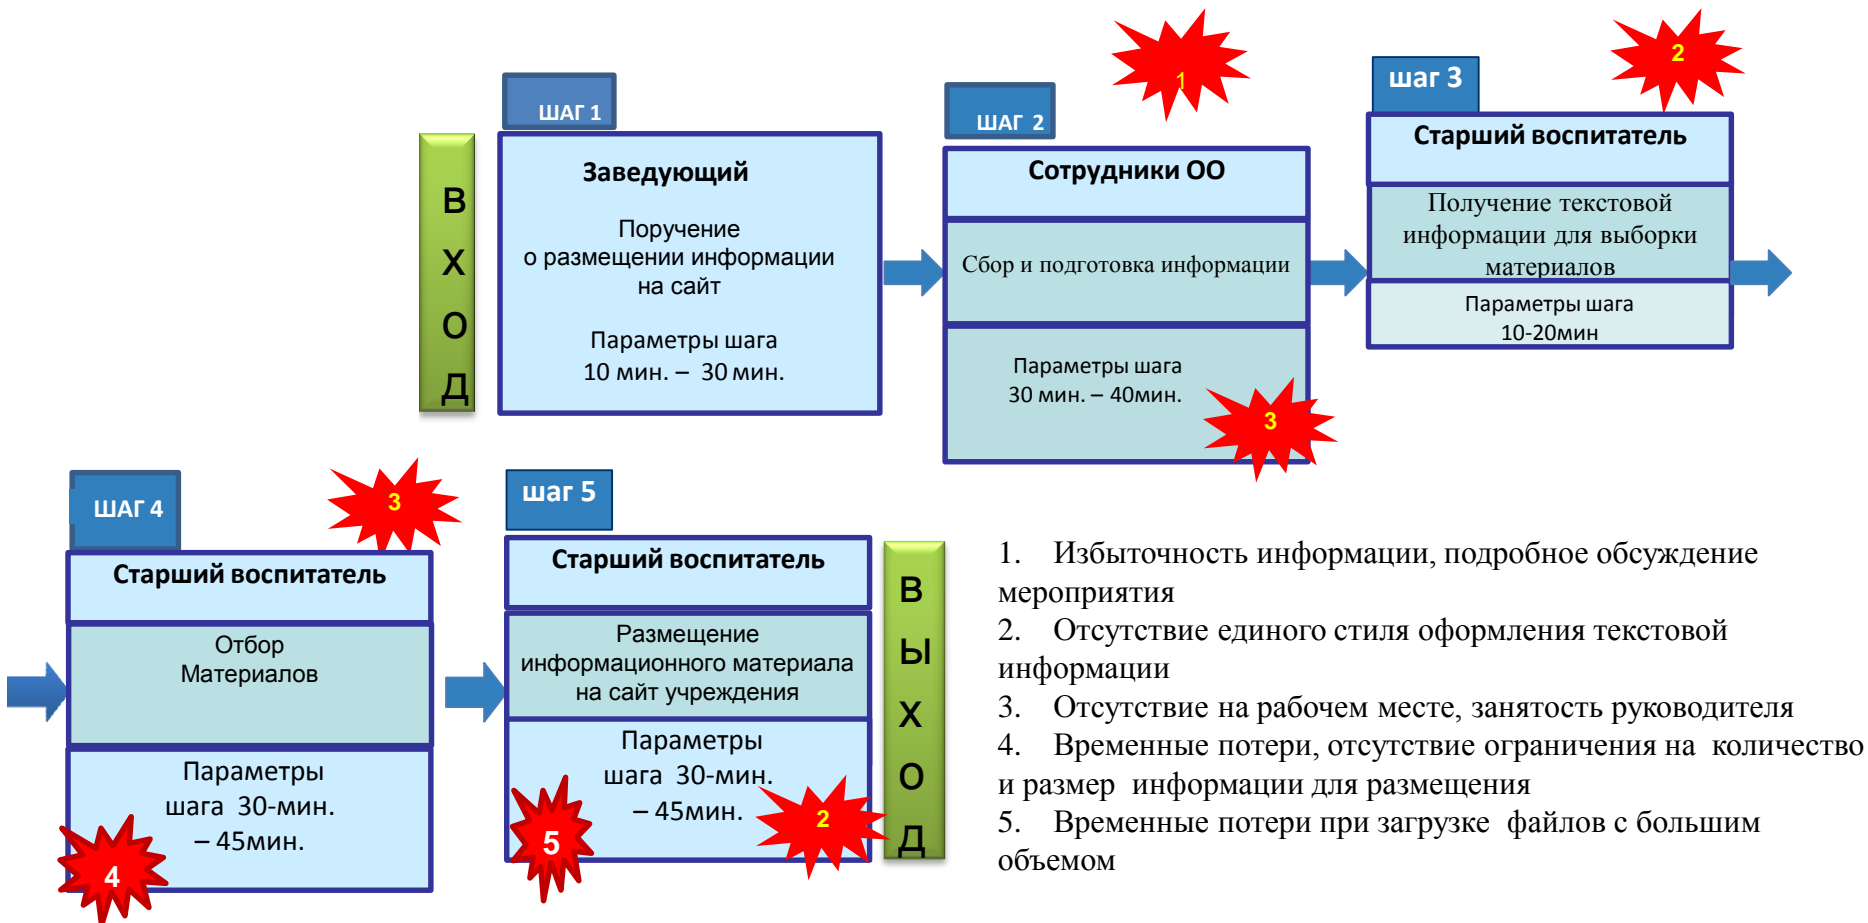 В
Х
О
Д
ШАГ 1
Заведующий
Поручение
о размещении информации
на сайт
Параметры шага
10 мин. – 30 мин.
1
ШАГ 2
Сотрудники ОО
Сбор и подготовка информации
Параметры шага
30 мин. – 40мин.
3
2
шаг 3
Старший воспитатель
Получение текстовой
информации для выборки
материалов
Параметры шага
10-20мин
3
ШАГ 4
Старший воспитатель
Отбор
Материалов
Параметры
шага 30-мин.
– 45мин.
4
шаг 5
Старший воспитатель
Размещение
информационного материала
на сайт учреждения
Параметры
шага 30-мин.
– 45мин.
5
2
В
Ы
Х
О
Д
1. Избыточность информации, подробное обсуждение
мероприятия
2. Отсутствие единого стиля оформления текстовой
информации
3. Отсутствие на рабочем месте, занятость руководителя
4. Временные потери, отсутствие ограничения на количество
и размер информации для размещения
5. Временные потери при загрузке файлов с большим
объемом